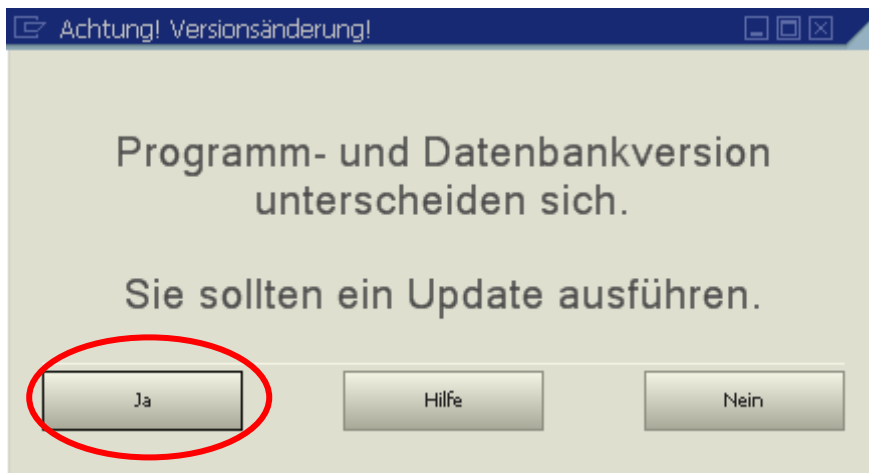 Achtung! Versionsänderung!
Programm- und Datenbankversion
unterscheiden sich.
Sie sollten ein Update ausführen.
Ja
Hilfe
Nein